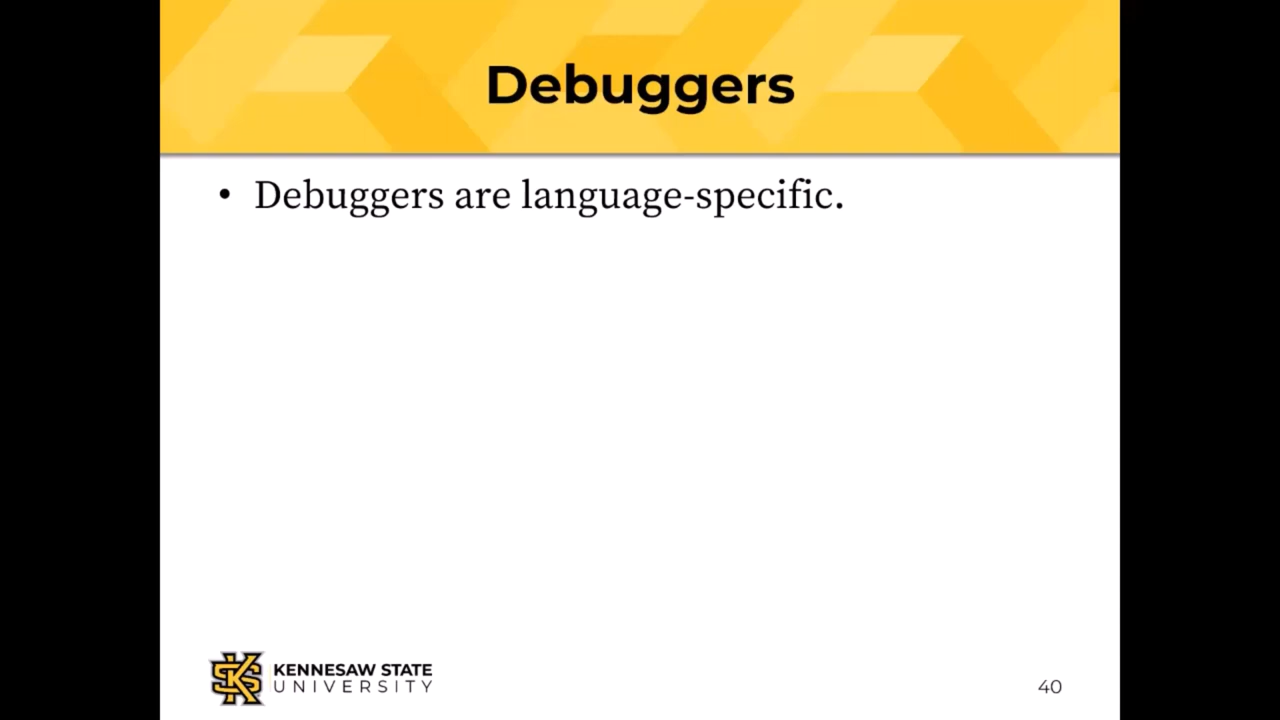 Debuggers
• Debuggers are language-specific.
KENNESAW STATE
UNIVERSITY
40